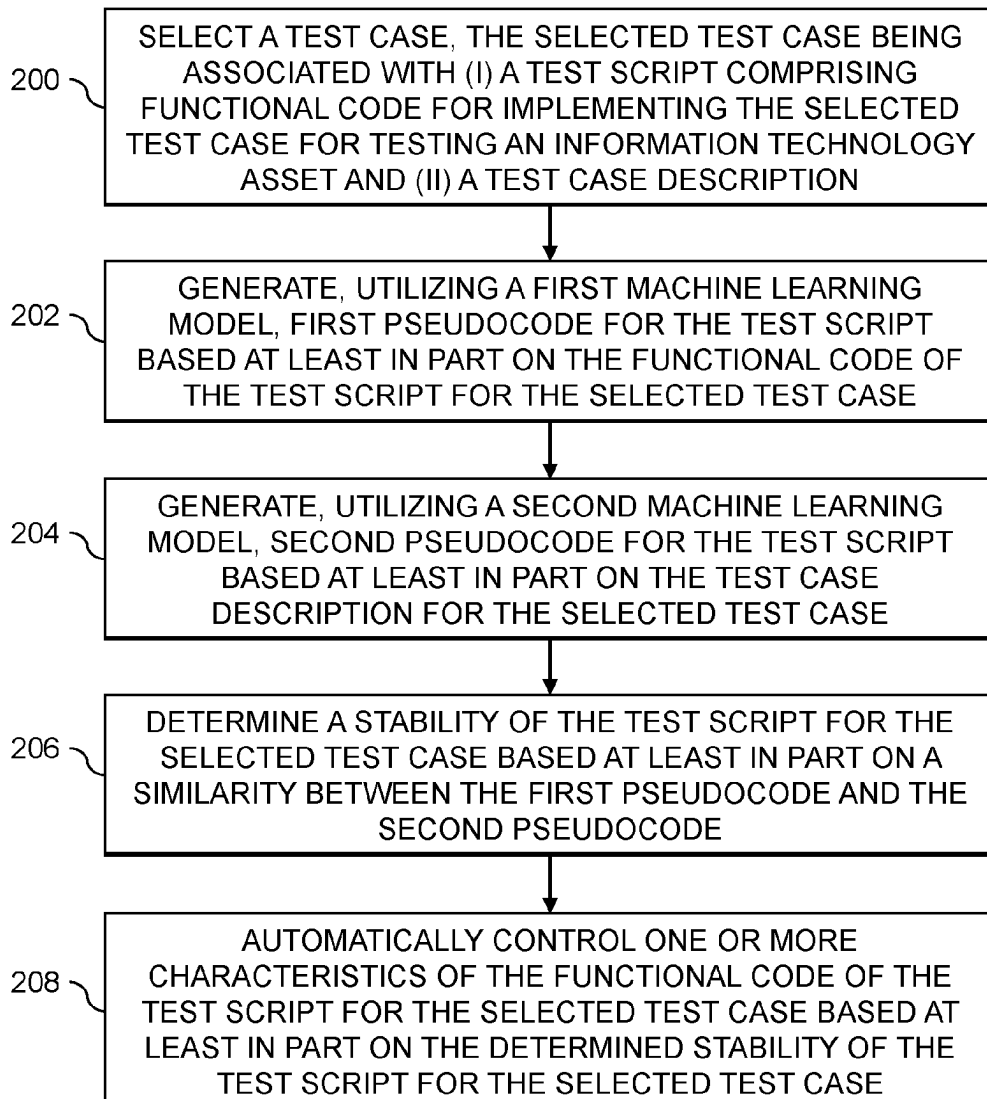 200
SELECT A TEST CASE, THE SELECTED TEST CASE BEING
ASSOCIATED WITH (I) A TEST SCRIPT COMPRISING
FUNCTIONAL CODE FOR IMPLEMENTING THE SELECTED
TEST CASE FOR TESTING AN INFORMATION TECHNOLOGY
ASSET AND (II) A TEST CASE DESCRIPTION
202
GENERATE, UTILIZING A FIRST MACHINE LEARNING
MODEL, FIRST PSEUDOCODE FOR THE TEST SCRIPT
BASED AT LEAST IN PART ON THE FUNCTIONAL CODE OF
THE TEST SCRIPT FOR THE SELECTED TEST CASE
204
GENERATE, UTILIZING A SECOND MACHINE LEARNING
MODEL, SECOND PSEUDOCODE FOR THE TEST SCRIPT
BASED AT LEAST IN PART ON THE TEST CASE
DESCRIPTION FOR THE SELECTED TEST CASE
206
DETERMINE A STABILITY OF THE TEST SCRIPT FOR THE
SELECTED TEST CASE BASED AT LEAST IN PART ON A
SIMILARITY BETWEEN THE FIRST PSEUDOCODE AND THE
SECOND PSEUDOCODE
208
AUTOMATICALLY CONTROL ONE OR MORE
CHARACTERISTICS OF THE FUNCTIONAL CODE OF THE
TEST SCRIPT FOR THE SELECTED TEST CASE BASED AT
LEAST IN PART ON THE DETERMINED STABILITY OF THE
TEST SCRIPT FOR THE SELECTED TEST CASE